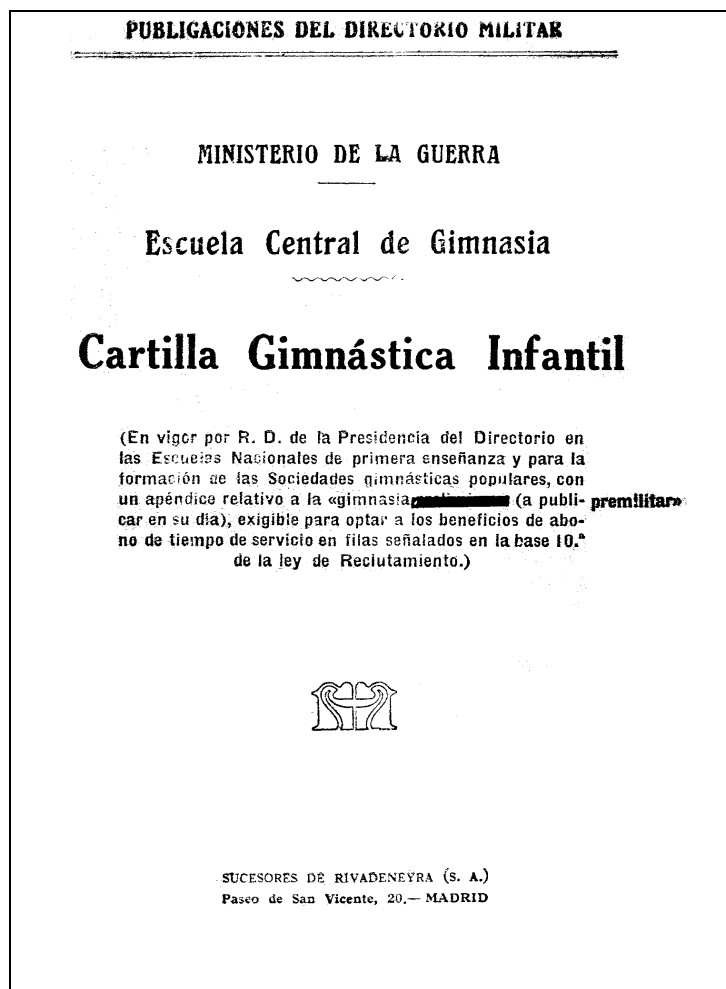 PUBLICACIONES DEL DIRECTORIO MILITAR
MINISTERIO DE LA GUERRA
Escuela Central de Gimnasia
Cartilla Gimnástica Infantil
(En vigor por R. D. de la Presidencia del Directorio en
las Escuelas Nacionales de primera enseñanza y para la
formación de las Sociedades gimnásticas populares, con
un apéndice relativo a la «gimnasia (a publi- premilitar»
car en su día), exigible para optar a los beneficios de abo-
no de tiempo de servicio en filas señalados en la base 10.ª
de la ley de Reclutamiento.)
SUCESORES DE RIVADENEYRA (S. A.)
Paseo de San Vicente, 20.—MADRID